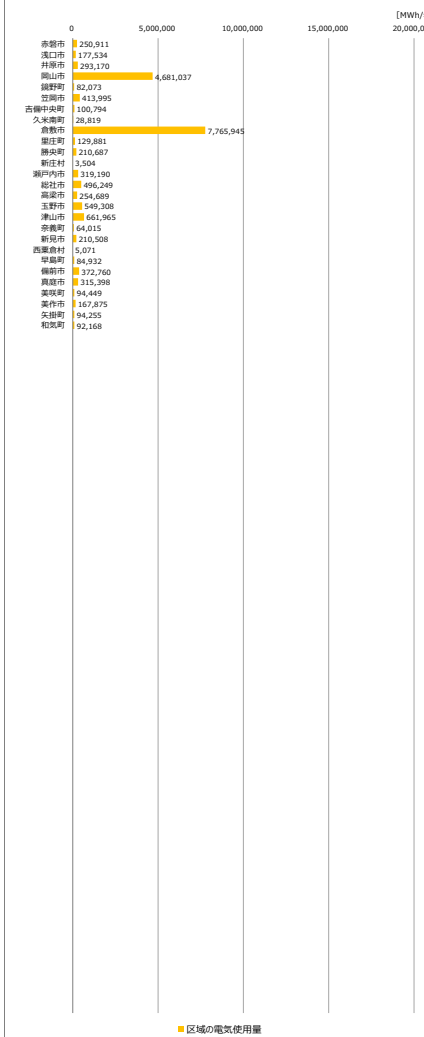 [MWh/
0 5,000,000 10,000,000 15,000,000 20,000,0
赤磐市 250,911
浅口市 177,534
井原市 293,170
岡山市 4,681,037
鏡野町 82,073
笠岡市 413,995
吉備中央町 100,794
久米南町 28,819
倉敷市 7,765,945
里庄町 129,881
勝央町 210,687
新庄村 3,504
瀬戸内市 319,190
総社市 496,249
高梁市 254,689
玉野市 549,308
津山市 661,965
奈義町 64,015
新見市 210,508
西粟倉村 5,071
早島町 84,932
備前市 372,760
真庭市 315,398
美咲町 94,449
美作市 167,875
矢掛町 94,255
和気町 92,168
区域の電気使用量